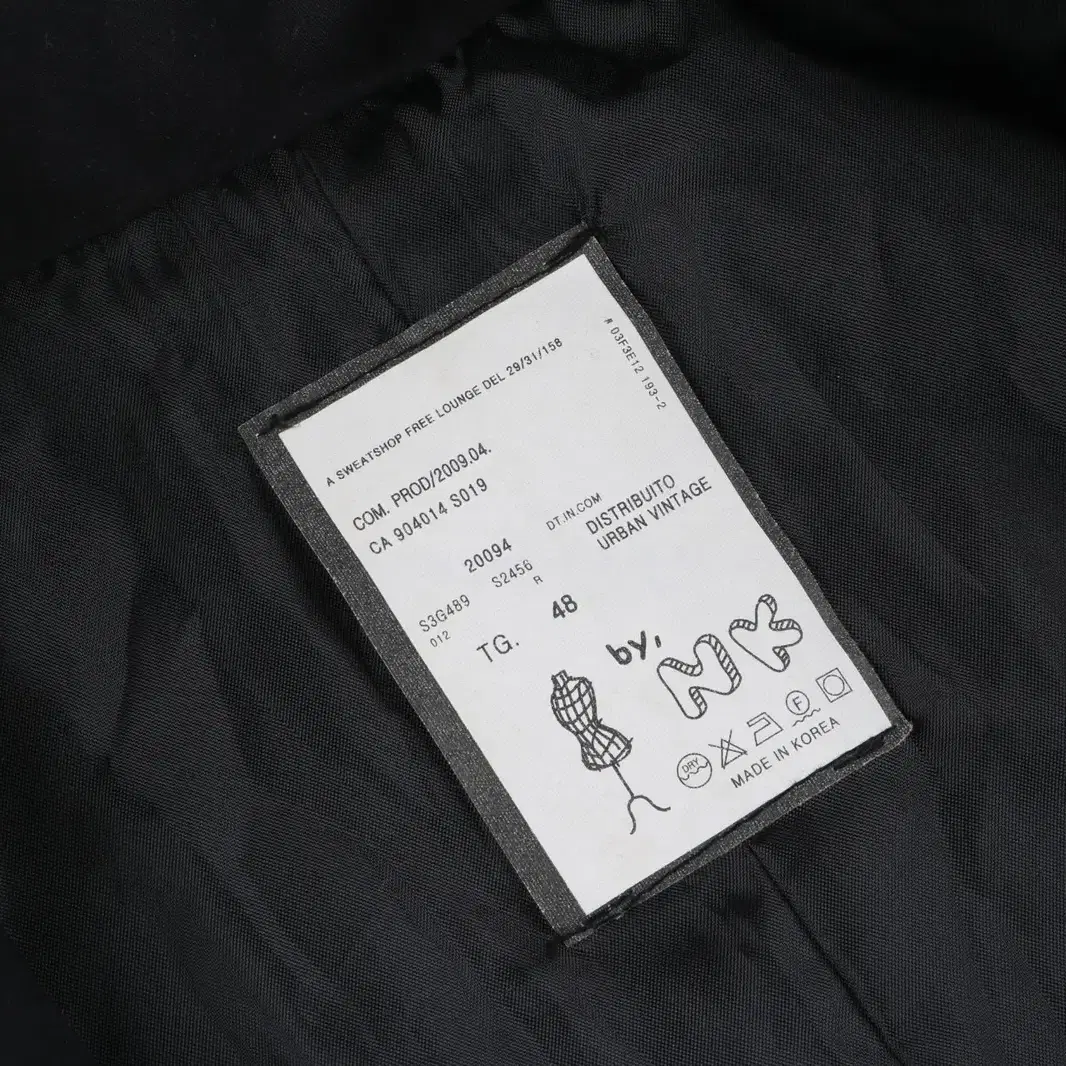 A SWEATSHOP FREE LOUNGE DEL 29/31/158
# 03F3E12 193-2
COM. PROD/2009.04.
CA 904014 S019
DT.IN.COM
DISTRIBUITO
URBAN VINTAGE
20094
S3G489 S2456
012 R
TG. 48
by, NK
DRY F
MADE IN KOREA